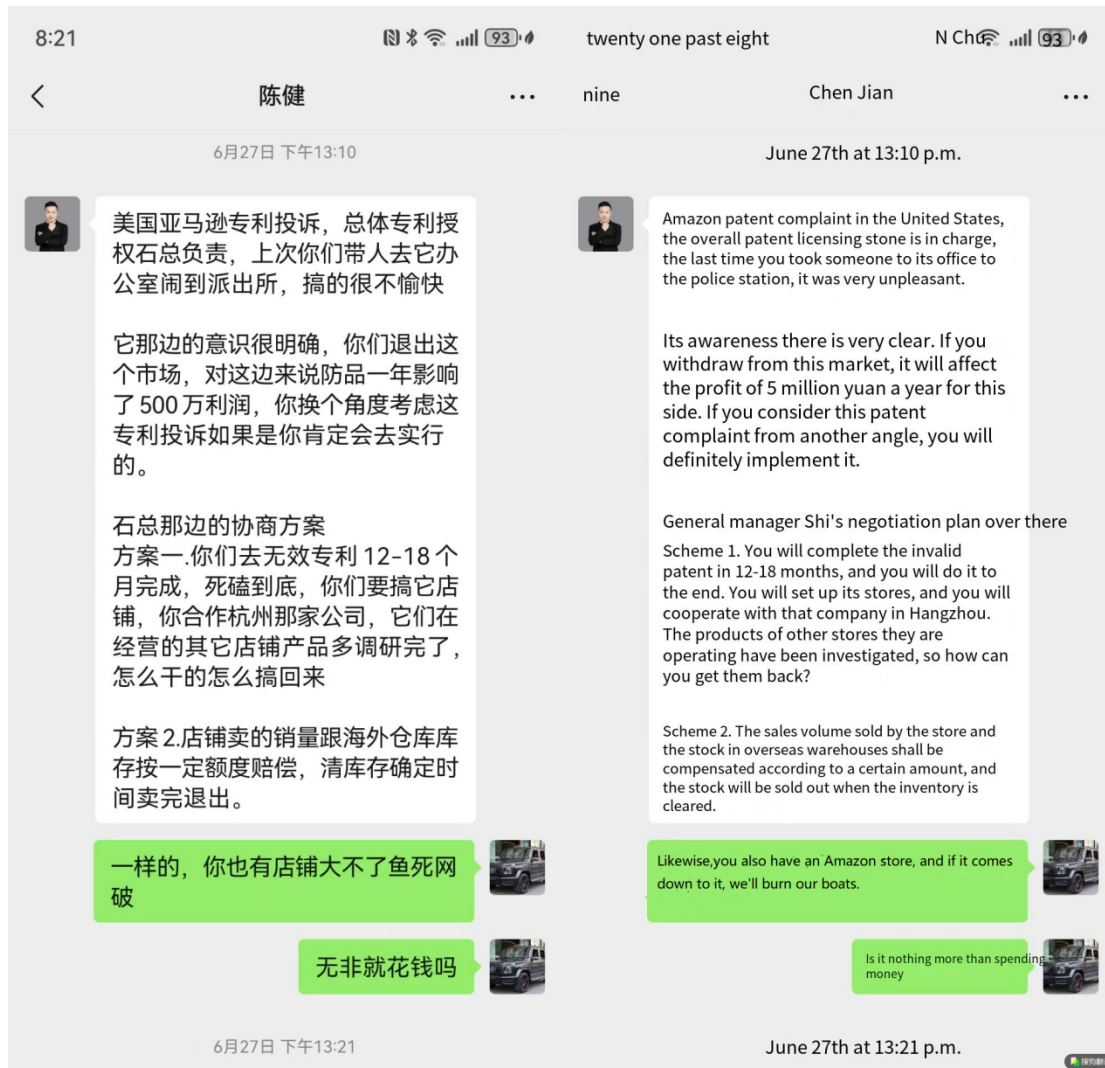 8:21
93
陈健
6月27日 下午13:10
美国亚马逊专利投诉，总体专利授
权石总负责，上次你们带人去它办
公室闹到派出所，搞的很不愉快
它那边的意识很明确，你们退出这
个市场，对这边来说防品一年影响
了500万利润，你换个角度考虑这
专利投诉如果是你肯定会去实行
的。
石总那边的协商方案
方案一.你们去无效专利12-18个
月完成，死磕到底，你们要搞它店
铺，你合作杭州那家公司，它们在
经营的其它店铺产品多调研完了，
怎么干的怎么搞回来
方案2.店铺卖的销量跟海外仓库库
存按一定额度赔偿，清库存确定时
间卖完退出。
一样的，你也有店铺大不了鱼死网
破
无非就花钱吗
6月27日 下午13:21
twenty one past eight
N Chu
93
nine
Chen Jian
June 27th at 13:10 p.m.
Amazon patent complaint in the United States,
the overall patent licensing stone is in charge,
the last time you took someone to its office to
the police station, it was very unpleasant.
Its awareness there is very clear. If you
withdraw from this market, it will affect
the profit of 5 million yuan a year for this
side. If you consider this patent
complaint from another angle, you will
definitely implement it.
General manager Shi's negotiation plan over there
Scheme 1. You will complete the invalid
patent in 12-18 months, and you will do it to
the end. You will set up its stores, and you will
cooperate with that company in Hangzhou.
The products of other stores they are
operating have been investigated, so how can
you get them back?
Scheme 2. The sales volume sold by the store and
the stock in overseas warehouses shall be
compensated according to a certain amount, and
the stock will be sold out when the inventory is
cleared.
Likewise,you also have an Amazon store, and if it comes
down to it, we'll burn our boats.
Is it nothing more than spending
money
June 27th at 13:21 p.m.